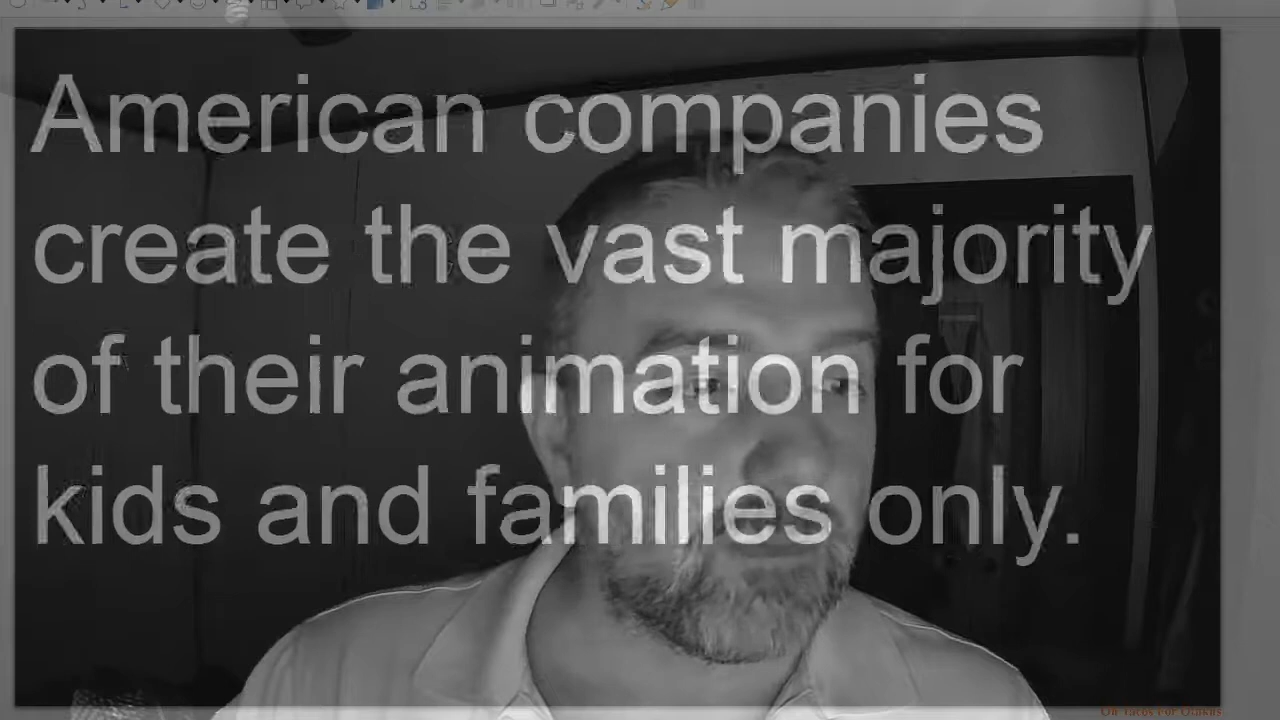 American companies
create the vast majority
of their animation for
kids and families only.